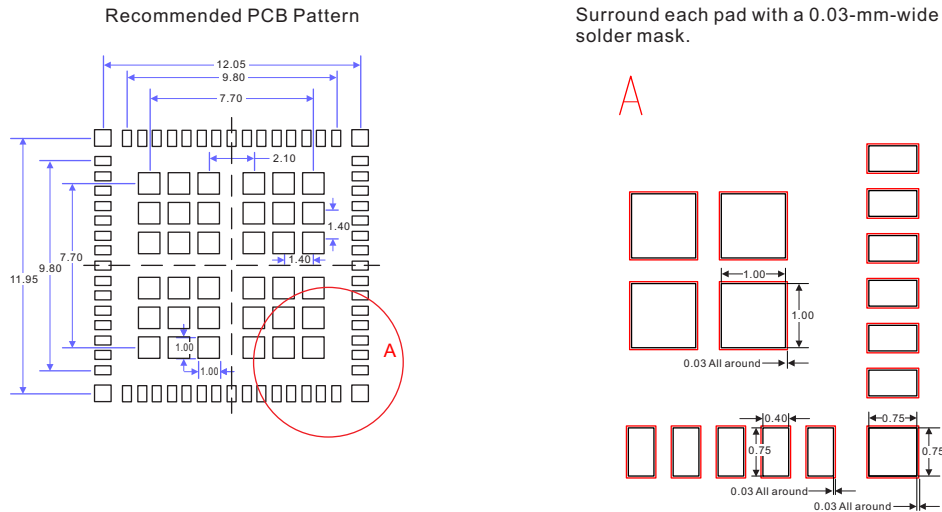 Recommended PCB Pattern
12.05
9.80
7.70
2.10
1.40
1.40
7.70
9.80
11.95
1.00
1.00
A
Surround each pad with a 0.03-mm-wide
solder mask.
A
1.00
1.00
0.03 All around
0.40
0.75
0.75
0.75
0.03 All around
0.03 All around